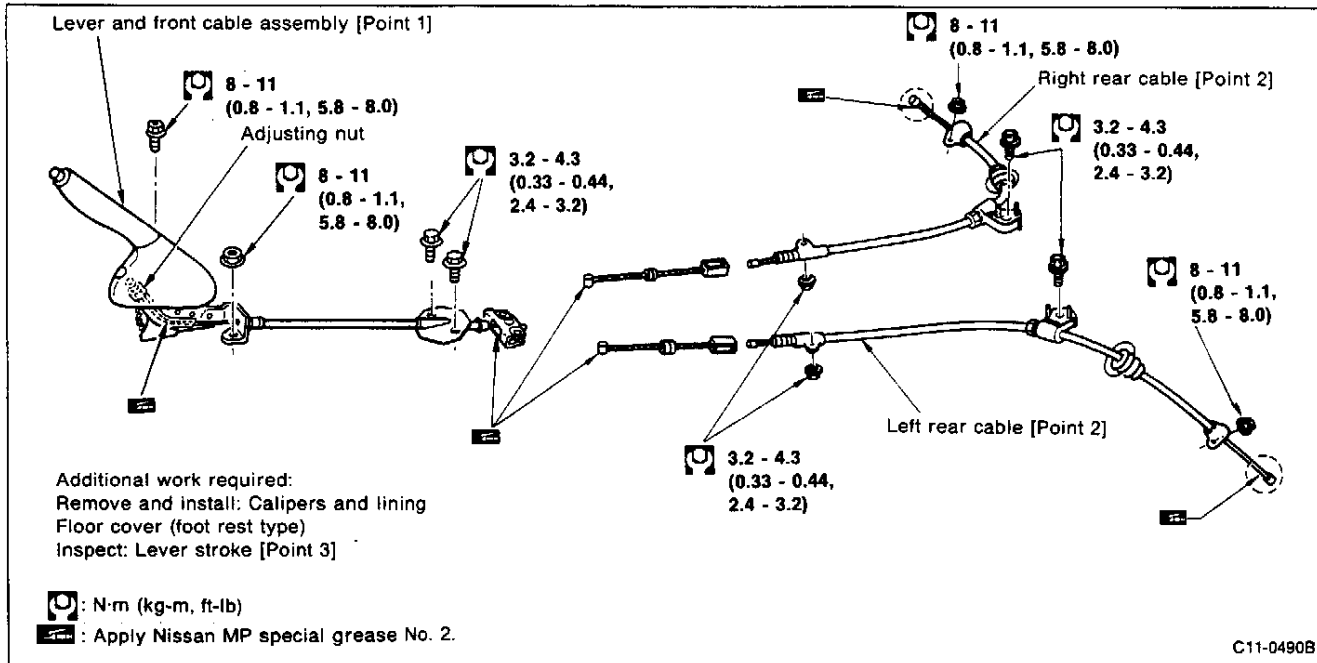 Lever and front cable assembly [Point 1]
8 - 11
(0.8 - 1.1, 5.8 - 8.0)
Adjusting nut
8 - 11
(0.8 - 1.1,
5.8 - 8.0)
3.2 - 4.3
(0.33 - 0.44,
2.4 - 3.2)
8 - 11
(0.8 - 1.1, 5.8 - 8.0)
Right rear cable [Point 2]
3.2 - 4.3
(0.33 - 0.44,
2.4 - 3.2)
8 - 11
(0.8 - 1.1,
5.8 - 8.0)
Left rear cable [Point 2]
3.2 - 4.3
(0.33 - 0.44,
2.4 - 3.2)
Additional work required:
Remove and install: Calipers and lining
Floor cover (foot rest type)
Inspect: Lever stroke [Point 3]
: N·m (kg-m, ft-lb)
: Apply Nissan MP special grease No. 2.
C11-0490B